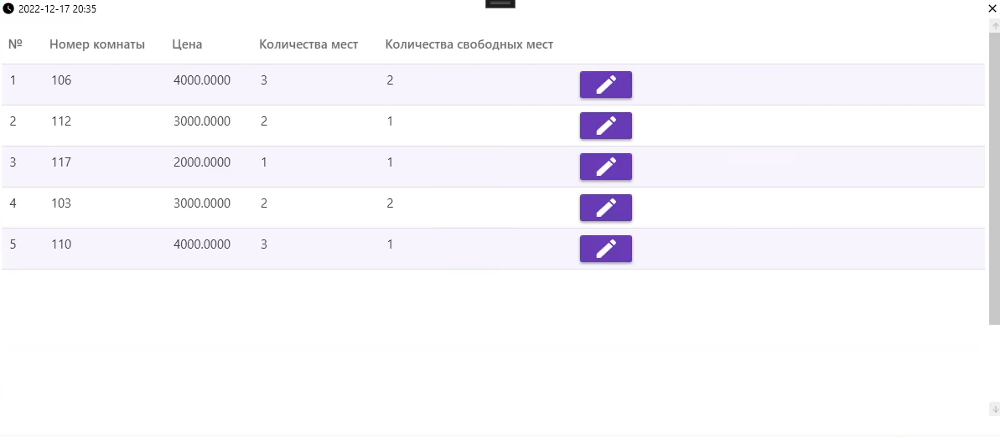 2022-12-17 20:35
№ Номер комнаты Цена Количества мест Количества свободных мест
1 106 4000.0000 3 2
2 112 3000.0000 2 1
3 117 2000.0000 1 1
4 103 3000.0000 2 2
5 110 4000.0000 3 1